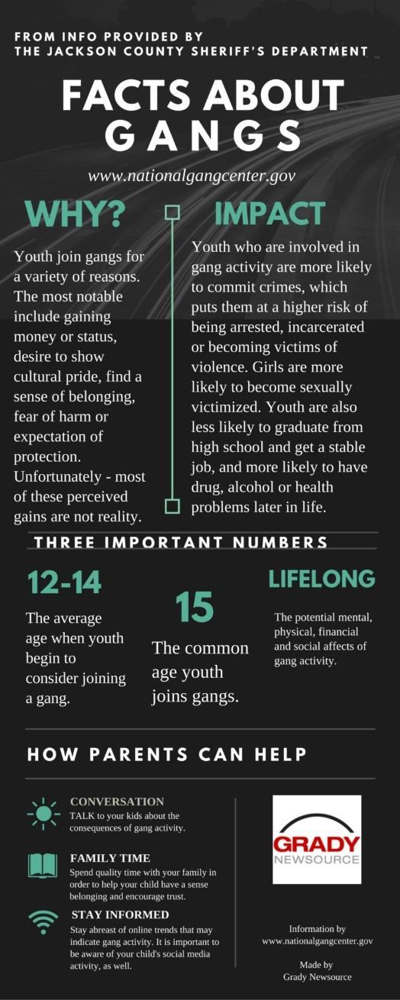 FROM INFO PROVIDED BY
THE JACKSON COUNTY SHERIFF'S DEPARTMENT
FACTS ABOUT
GANGS
www.nationalgangcenter.gov
WHY?
Youth join gangs for
a variety of reasons.
The most notable
include gaining
money or status,
desire to show
cultural pride, find a
sense of belonging,
fear of harm or
expectation of
protection.
Unfortunately - most
of these perceived
gains are not reality.
IMPACT
Youth who are involved in
gang activity are more likely
to commit crimes, which
puts them at a higher risk of
being arrested, incarcerated
or becoming victims of
violence. Girls are more
likely to become sexually
victimized. Youth are also
less likely to graduate from
high school and get a stable
job, and more likely to have
drug, alcohol or health
problems later in life.
THREE IMPORTANT NUMBERS
12-14
The average
age when youth
begin to
consider joining
a gang.
15
The common
age youth
joins gangs.
LIFELONG
The potential mental,
physical, financial
and social affects of
gang activity.
HOW PARENTS CAN HELP
CONVERSATION
TALK to your kids about the
consequences of gang activity.
FAMILY TIME
Spend quality time with your family in
order to help your child have a sense
belonging and encourage trust.
STAY INFORMED
Stay abreast of online trends that may
indicate gang activity. It is important to
be aware of your child's social media
activity, as well.
GRADY
NEWSOURCE
Information by
www.nationalgangcenter.gov
Made by
Grady Newsource